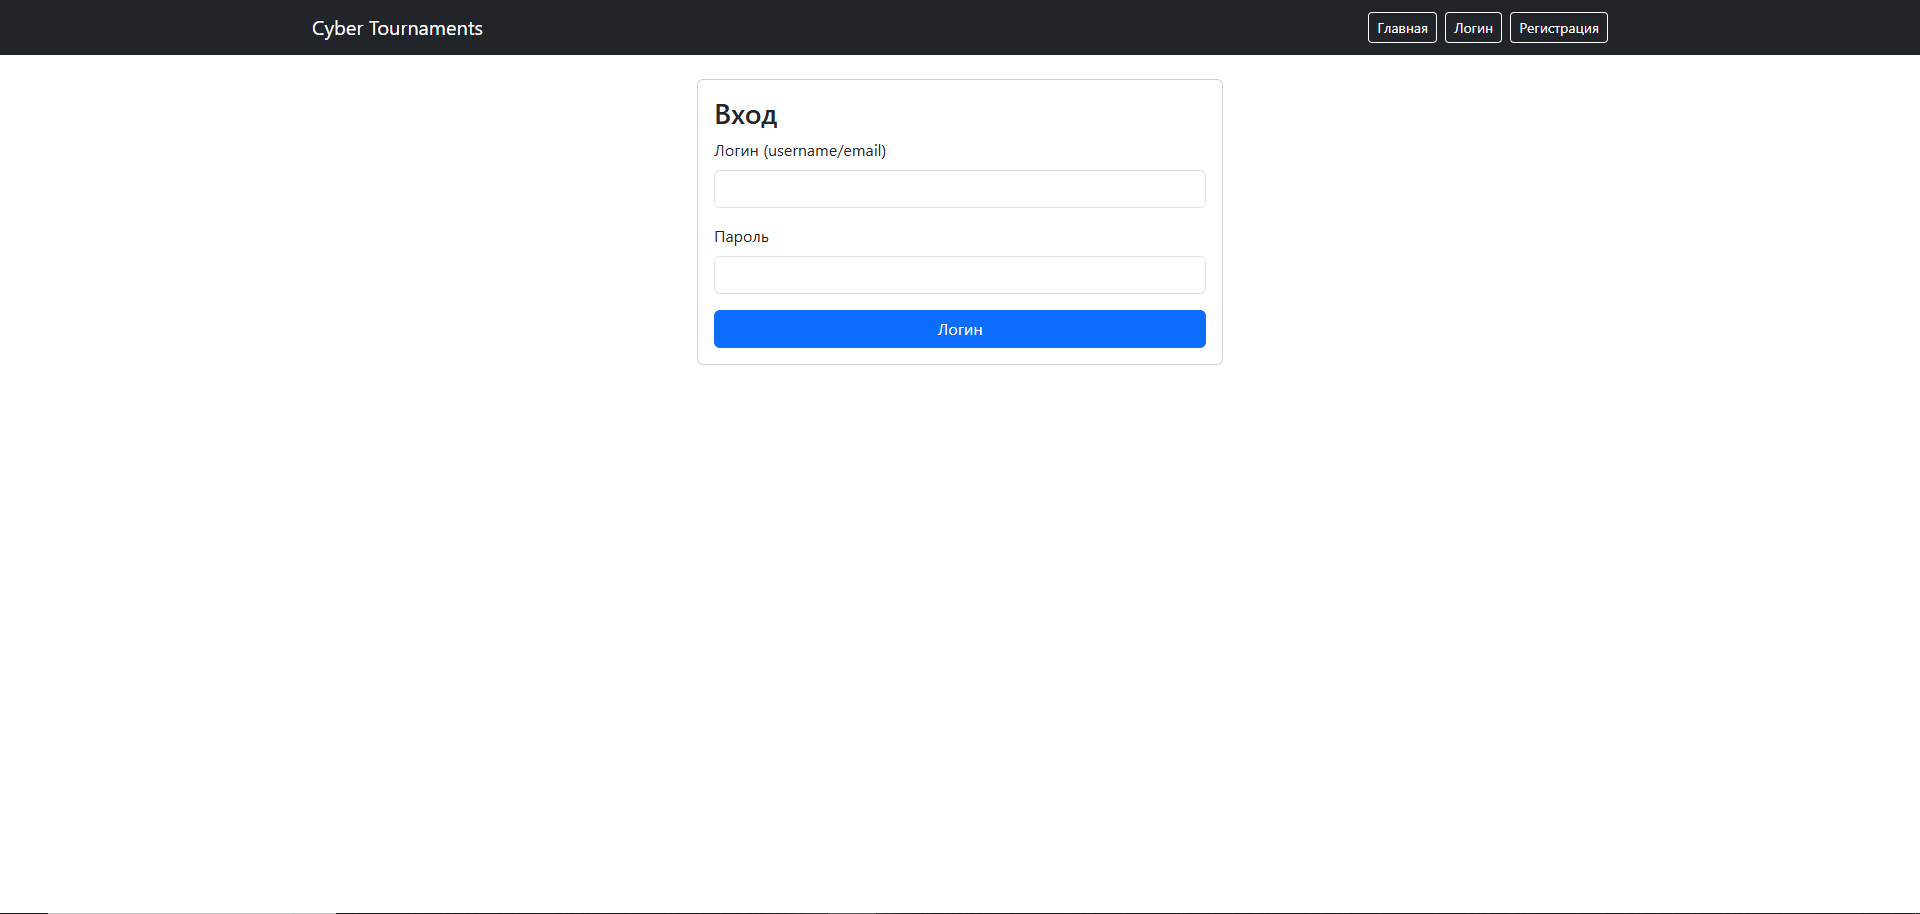 Cyber Tournaments
Главная Логин Регистрация
Вход
Логин (username/email)
Пароль
Логин